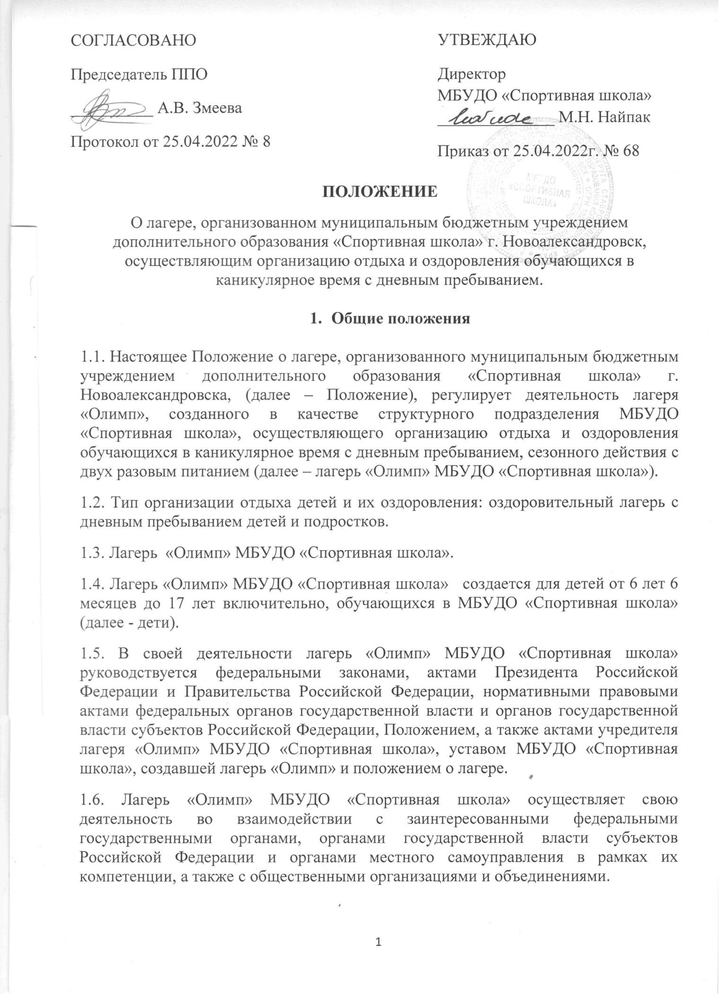 СОГЛАСОВАНО
Председатель ППО
А.В. Змеева
Протокол от 25.04.2022 № 8
УТВЕЖДАЮ
Директор
МБУДО «Спортивная школа»
М.Н. Найпак
Приказ от 25.04.2022г. № 68
МБУДО
«СПОРТИВНАЯ
ШКОЛА»
ПОЛОЖЕНИЕ
О лагере, организованном муниципальным бюджетным учреждением
дополнительного образования «Спортивная школа» г. Новоалександровск,
осуществляющим организацию отдыха и оздоровления обучающихся в
каникулярное время с дневным пребыванием.
1. Общие положения
1.1. Настоящее Положение о лагере, организованного муниципальным бюджетным
учреждением дополнительного образования «Спортивная школа» г.
Новоалександровска, (далее – Положение), регулирует деятельность лагеря
«Олимп», созданного в качестве структурного подразделения МБУДО
«Спортивная школа», осуществляющего организацию отдыха и оздоровления
обучающихся в каникулярное время с дневным пребыванием, сезонного действия с
двух разовым питанием (далее – лагерь «Олимп» МБУДО «Спортивная школа»).
1.2. Тип организации отдыха детей и их оздоровления: оздоровительный лагерь с
дневным пребыванием детей и подростков.
1.3. Лагерь «Олимп» МБУДО «Спортивная школа».
1.4. Лагерь «Олимп» МБУДО «Спортивная школа» создается для детей от 6 лет 6
месяцев до 17 лет включительно, обучающихся в МБУДО «Спортивная школа»
(далее - дети).
1.5. В своей деятельности лагерь «Олимп» МБУДО «Спортивная школа»
руководствуется федеральными законами, актами Президента Российской
Федерации и Правительства Российской Федерации, нормативными правовыми
актами федеральных органов государственной власти и органов государственной
власти субъектов Российской Федерации, Положением, а также актами учредителя
лагеря «Олимп» МБУДО «Спортивная школа», уставом МБУДО «Спортивная
школа», создавшей лагерь «Олимп» и положением о лагере.
1.6. Лагерь «Олимп» МБУДО «Спортивная школа» осуществляет свою
деятельность во взаимодействии с заинтересованными федеральными
государственными органами, органами государственной власти субъектов
Российской Федерации и органами местного самоуправления в рамках их
компетенции, а также с общественными организациями и объединениями.
1